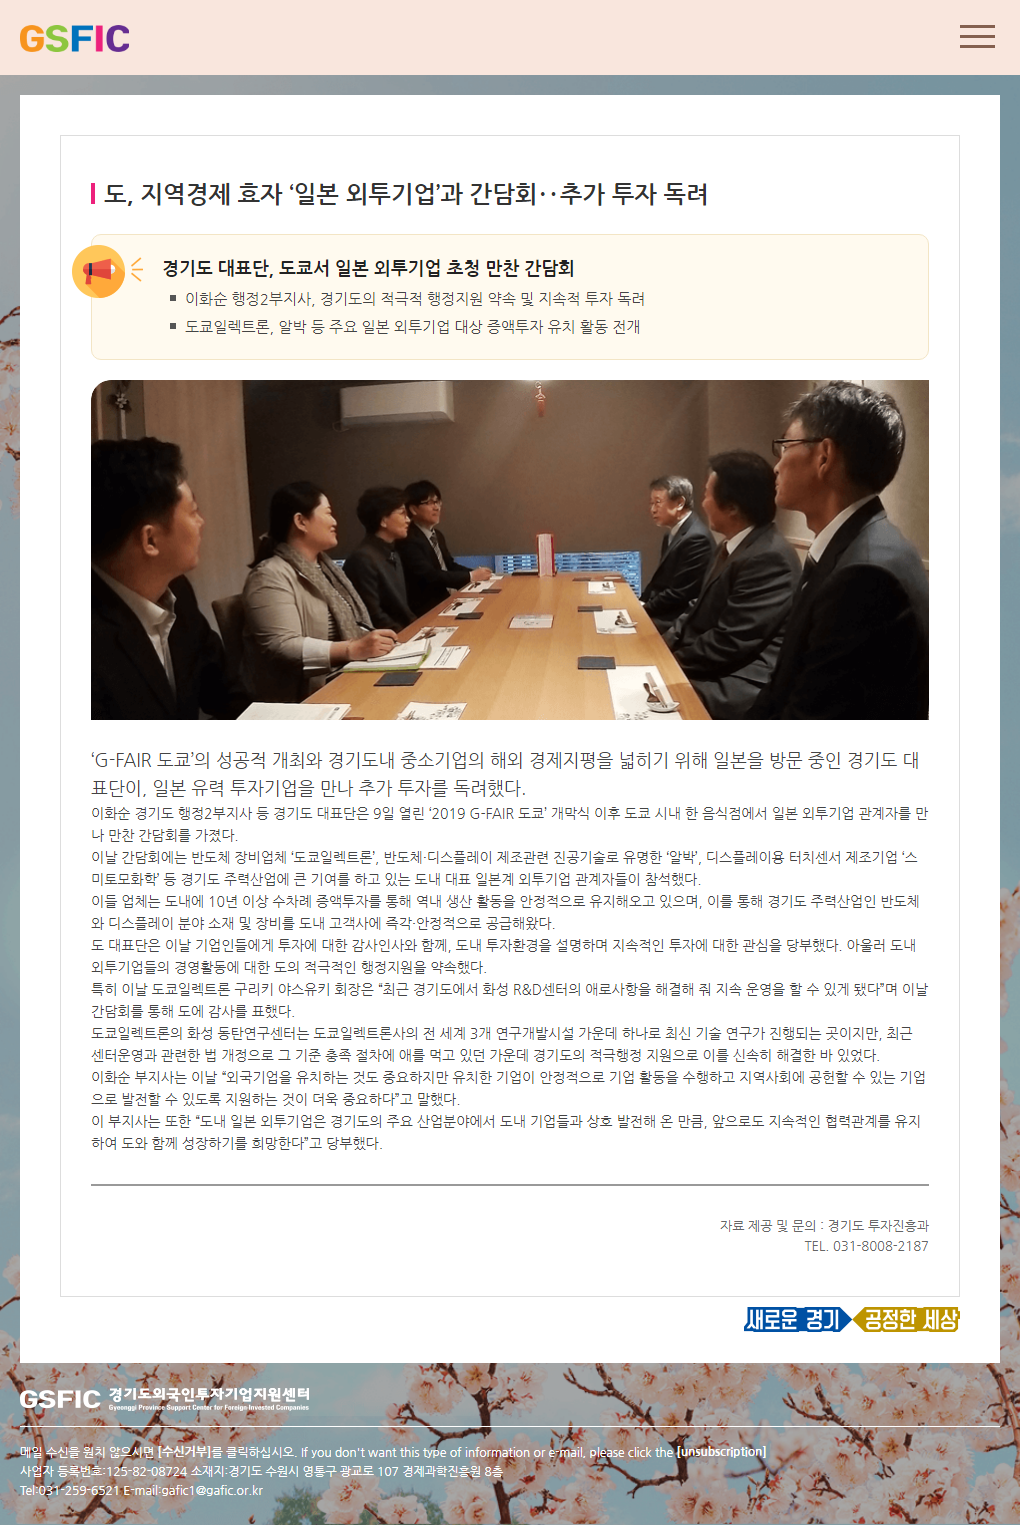 GSFIC
도, 지역경제 효자 ‘일본 외투기업’과 간담회‥추가 투자 독려
경기도 대표단, 도쿄서 일본 외투기업 초청 만찬 간담회
이화순 행정2부지사, 경기도의 적극적 행정지원 약속 및 지속적 투자 독려
도쿄일렉트론, 알박 등 주요 일본 외투기업 대상 증액투자 유치 활동 전개
‘G-FAIR 도쿄’의 성공적 개최와 경기도내 중소기업의 해외 경제지평을 넓히기 위해 일본을 방문 중인 경기도 대
표단이, 일본 유력 투자기업을 만나 추가 투자를 독려했다.
이화순 경기도 행정2부지사 등 경기도 대표단은 9일 열린 ‘2019 G-FAIR 도쿄’ 개막식 이후 도쿄 시내 한 음식점에서 일본 외투기업 관계자를 만
나 만찬 간담회를 가졌다.
이날 간담회에는 반도체 장비업체 ‘도쿄일렉트론’, 반도체·디스플레이 제조관련 진공기술로 유명한 ‘알박’, 디스플레이용 터치센서 제조기업 ‘스
미토모화학’ 등 경기도 주력산업에 큰 기여를 하고 있는 도내 대표 일본계 외투기업 관계자들이 참석했다.
이들 업체는 도내에 10년 이상 수차례 증액투자를 통해 역내 생산 활동을 안정적으로 유지해오고 있으며, 이를 통해 경기도 주력산업인 반도체
와 디스플레이 분야 소재 및 장비를 도내 고객사에 즉각·안정적으로 공급해왔다.
도 대표단은 이날 기업인들에게 투자에 대한 감사인사와 함께, 도내 투자환경을 설명하며 지속적인 투자에 대한 관심을 당부했다. 아울러 도내
외투기업들의 경영활동에 대한 도의 적극적인 행정지원을 약속했다.
특히 이날 도쿄일렉트론 구리키 야스유키 회장은 “최근 경기도에서 화성 R&D센터의 애로사항을 해결해 줘 지속 운영을 할 수 있게 됐다”며 이날
간담회를 통해 도에 감사를 표했다.
도쿄일렉트론의 화성 동탄연구센터는 도쿄일렉트론사의 전 세계 3개 연구개발시설 가운데 하나로 최신 기술 연구가 진행되는 곳이지만, 최근
센터운영과 관련한 법 개정으로 그 기준 충족 절차에 애를 먹고 있던 가운데 경기도의 적극행정 지원으로 이를 신속히 해결한 바 있었다.
이화순 부지사는 이날 “외국기업을 유치하는 것도 중요하지만 유치한 기업이 안정적으로 기업 활동을 수행하고 지역사회에 공헌할 수 있는 기업
으로 발전할 수 있도록 지원하는 것이 더욱 중요하다”고 말했다.
이 부지사는 또한 “도내 일본 외투기업은 경기도의 주요 산업분야에서 도내 기업들과 상호 발전해 온 만큼, 앞으로도 지속적인 협력관계를 유지
하여 도와 함께 성장하기를 희망한다”고 당부했다.
자료 제공 및 문의 : 경기도 투자진흥과
TEL. 031-8008-2187
새로운 경기 공정한 세상
GSFIC 경기도외국인투자기업지원센터
Gyeonggi Province Support Center for Foreign Invested Companies
메일 수신을 원치 않으시면 [수신거부]를 클릭하십시오. If you don't want this type of information or e-mail, please click the [unsubscription]
사업자 등록번호:125-82-08724 소재지:경기도 수원시 영통구 광교로 107 경제과학진흥원 8층
Tel:031-259-6521 E-mail:gafic1@gafic.or.kr